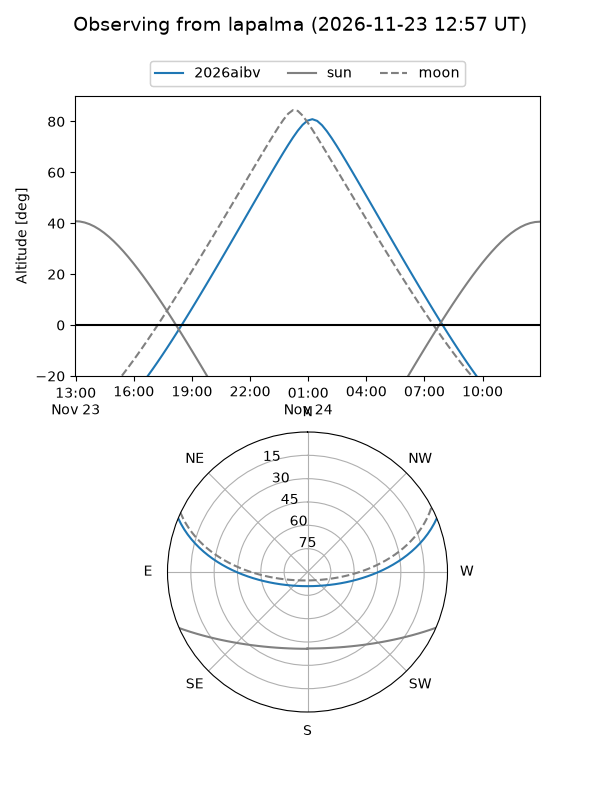 Observing from lapalma (2026-11-23 12:57 UT)
2026aibv sun moon
Altitude [deg]
80
60
40
20
0
−20
13:00 16:00 19:00 22:00 01:00 04:00 07:00 10:00
Nov 23 Nov 24
N
NE NW
15
30
45
60
75
E W
SE SW
S